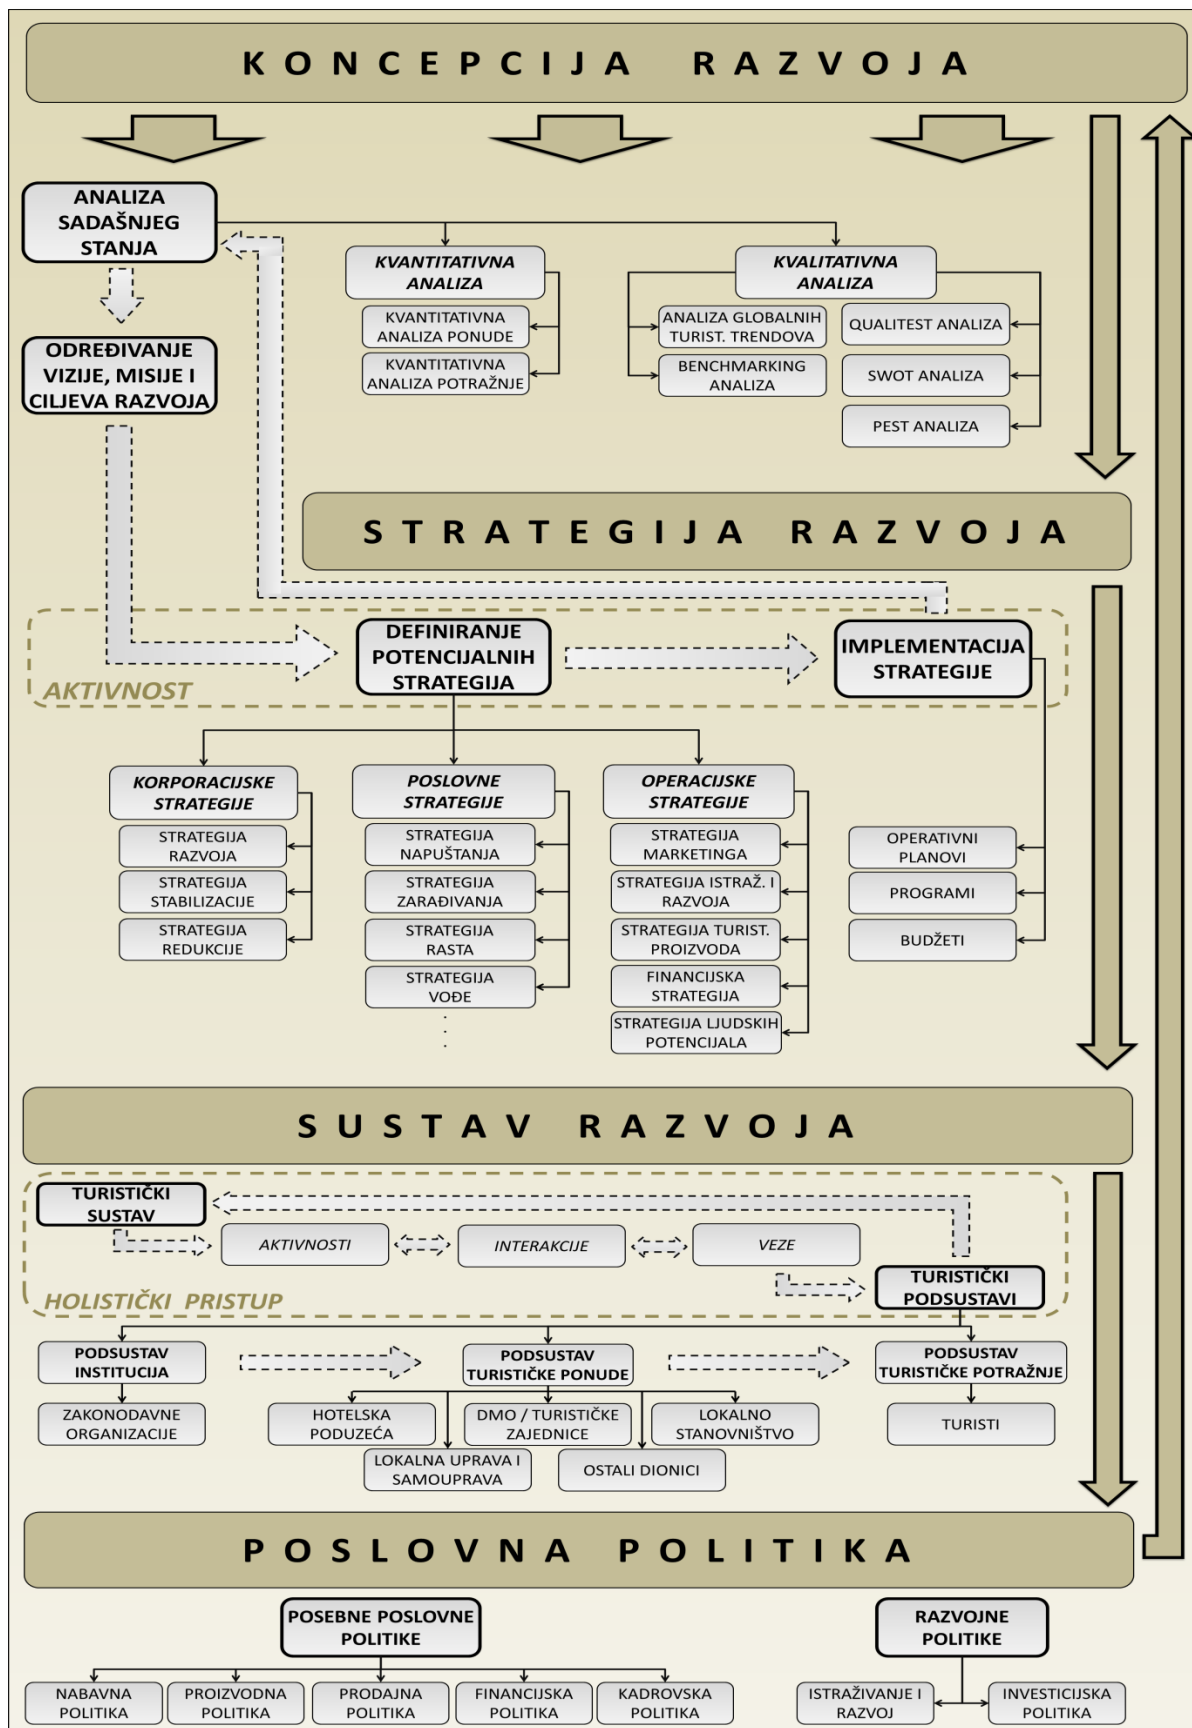 KONCEPCIJA RAZVOJA
ANALIZA
SADAŠNJEG
STANJA
KVANTITATIVNA
ANALIZA
KVALITATIVNA
ANALIZA
KVANTITATIVNA
ANALIZA PONUDE
KVANTITATIVNA
ANALIZA POTRAŽNJE
ANALIZA GLOBALNIH
TURIST. TRENDOVA
BENCHMARKING
ANALIZA
QUALITEST ANALIZA
SWOT ANALIZA
PEST ANALIZA
ODREĐIVANJE
VIZIJE, MISIJE I
CILJEVA RAZVOJA
STRATEGIJA RAZVOJA
DEFINIRANJE
POTENCIJALNIH
STRATEGIJA
IMPLEMENTACIJA
STRATEGIJE
AKTIVNOST
KORPORACIJSKE
STRATEGIJE
STRATEGIJA
RAZVOJA
STRATEGIJA
STABILIZACIJE
STRATEGIJA
REDUKCIJE
POSLOVNE
STRATEGIJE
STRATEGIJA
NAPUŠTANJA
STRATEGIJA
ZARAĐIVANJA
STRATEGIJA
RASTA
STRATEGIJA
VOĐE
.
.
.
OPERACIJSKE
STRATEGIJE
STRATEGIJA
MARKETINGA
STRATEGIJA ISTRAŽ. I
RAZVOJA
STRATEGIJA TURIST.
PROIZVODA
FINANCIJSKA
STRATEGIJA
STRATEGIJA LJUDSKIH
POTENCIJALA
OPERATIVNI
PLANOVI
PROGRAMI
BUDŽETI
SUSTAV RAZVOJA
TURISTIČKI
SUSTAV
AKTIVNOSTI
INTERAKCIJE
VEZE
TURISTIČKI
PODSUSTAVI
HOLISTIČKI PRISTUP
PODSUSTAV
INSTITUCIJA
PODSUSTAV
TURISTIČKE PONUDE
PODSUSTAV
TURISTIČKE POTRAŽNJE
ZAKONODAVNE
ORGANIZACIJE
HOTELSKA
PODUZEĆA
DMO / TURISTIČKE
ZAJEDNICE
LOKALNO
STANOVNIŠTVO
TURISTI
LOKALNA UPRAVA I
SAMOUPRAVA
OSTALI DIONICI
POSLOVNA POLITIKA
POSEBNE POSLOVNE
POLITIKE
RAZVOJNE
POLITIKE
NABAVNA
POLITIKA
PROIZVODNA
POLITIKA
PRODAJNA
POLITIKA
FINANCIJSKA
POLITIKA
KADROVSKA
POLITIKA
ISTRAŽIVANJE I
RAZVOJ
INVESTICIJSKA
POLITIKA